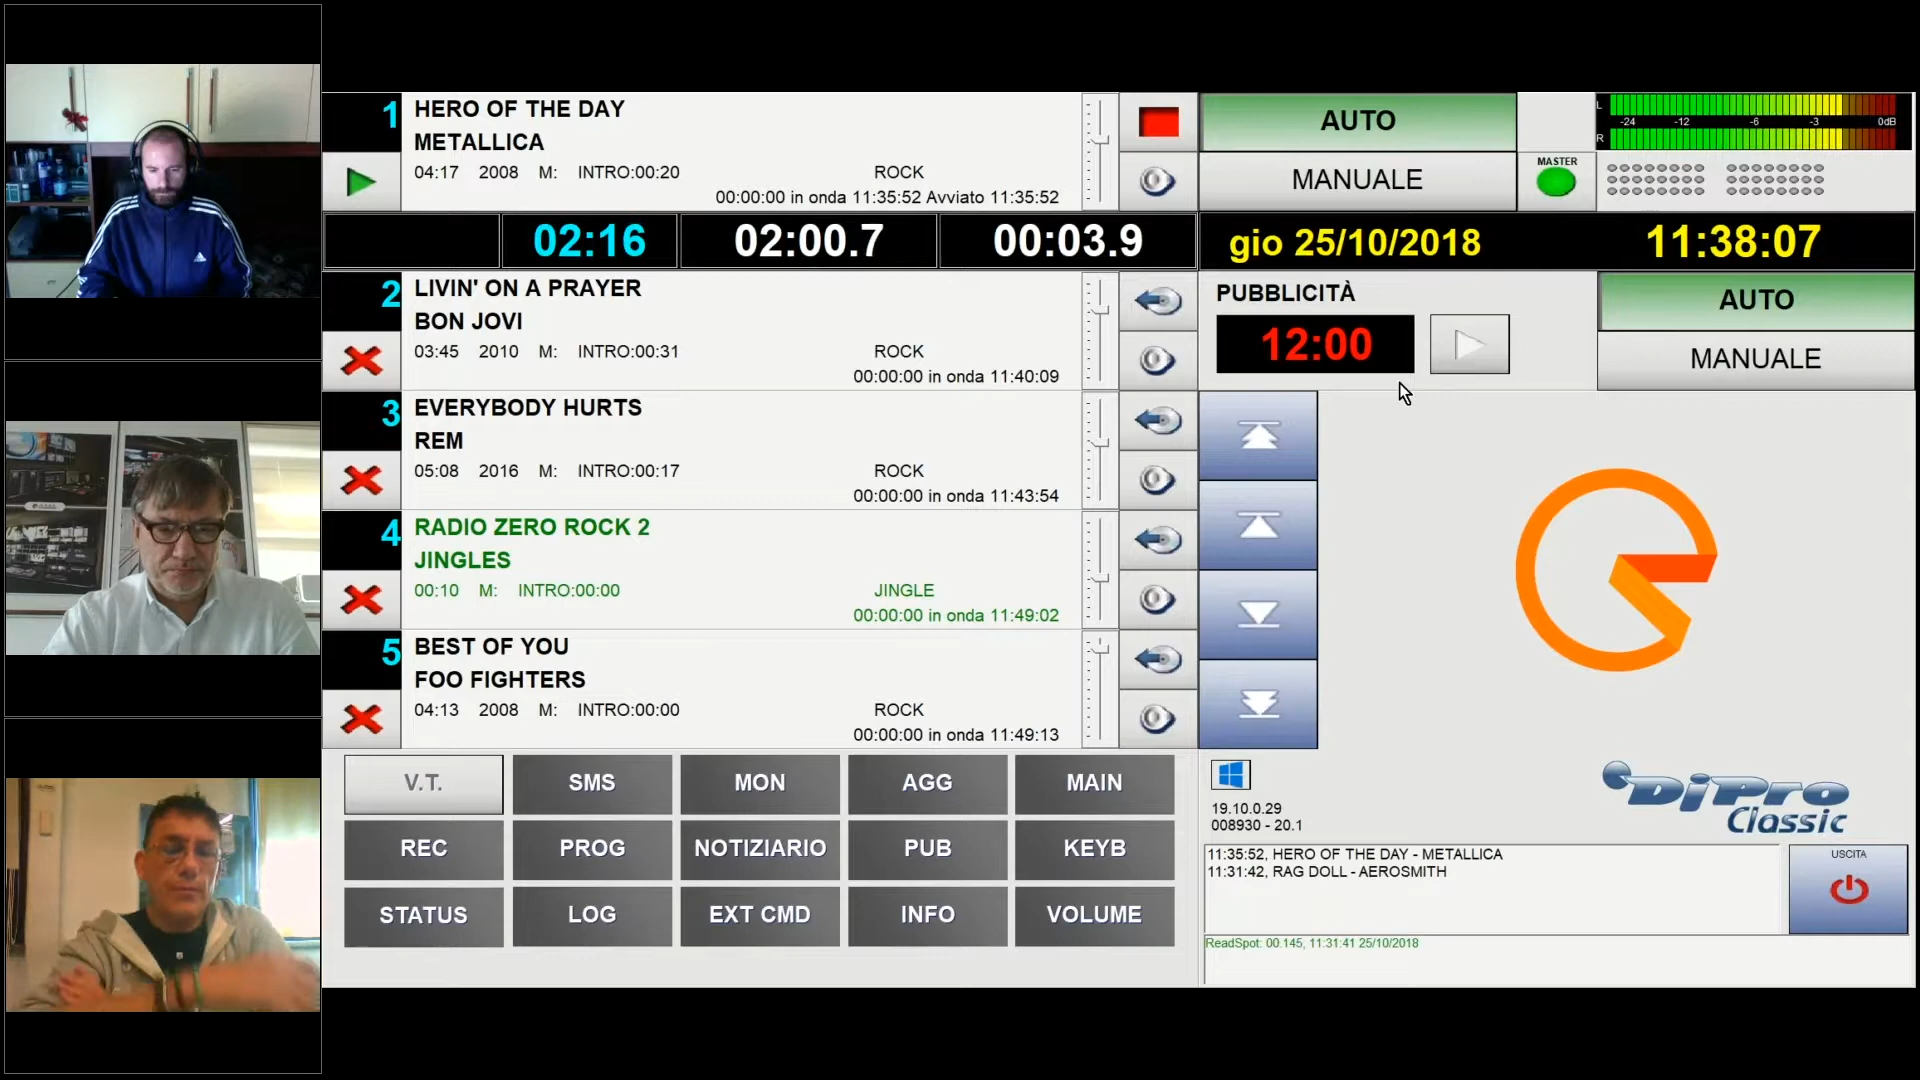 1
HERO OF THE DAY
METALLICA
04:17 2008 M: INTRO:00:20 ROCK
00:00:00 in onda 11:35:52 Avviato 11:35:52
AUTO
MANUALE
MASTER
L
-24 -12 -6 -3 0dB
R
02:16 02:00.7 00:03.9
gio 25/10/2018 11:38:07
2
LIVIN' ON A PRAYER
BON JOVI
03:45 2010 M: INTRO:00:31 ROCK
00:00:00 in onda 11:40:09
PUBBLICITÀ
12:00
AUTO
MANUALE
3
EVERYBODY HURTS
REM
05:08 2016 M: INTRO:00:17 ROCK
00:00:00 in onda 11:43:54
4
RADIO ZERO ROCK 2
JINGLES
00:10 M: INTRO:00:00 JINGLE
00:00:00 in onda 11:49:02
5
BEST OF YOU
FOO FIGHTERS
04:13 2008 M: INTRO:00:00 ROCK
00:00:00 in onda 11:49:13
V.T. SMS MON AGG MAIN
REC PROG NOTIZIARIO PUB KEYB
STATUS LOG EXT CMD INFO VOLUME
19.10.0.29
008930 - 20.1
DjPro
Classic
11:35:52, HERO OF THE DAY - METALLICA
11:31:42, RAG DOLL - AEROSMITH
USCITA
ReadSpot: 00.145, 11:31:41 25/10/2018